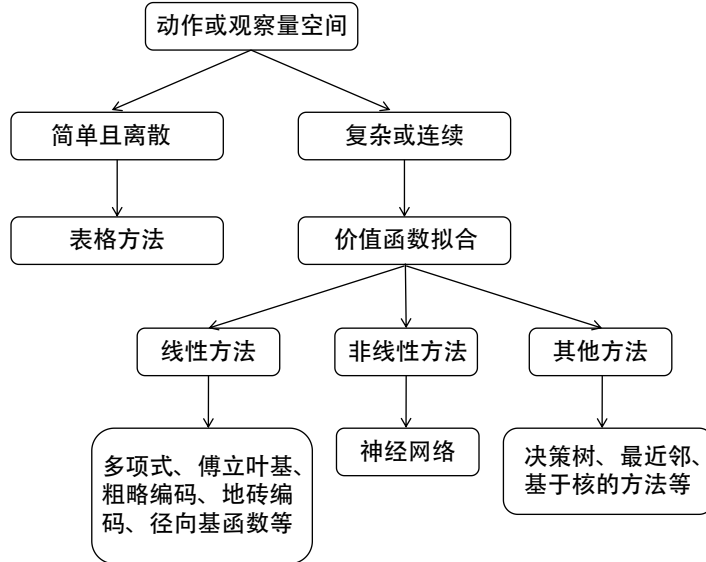 动作或观察量空间
简单且离散
复杂或连续
表格方法
价值函数拟合
线性方法
非线性方法
其他方法
多项式、傅立叶基、
粗略编码、地砖编
码、径向基函数等
神经网络
决策树、最近邻、
基于核的方法等